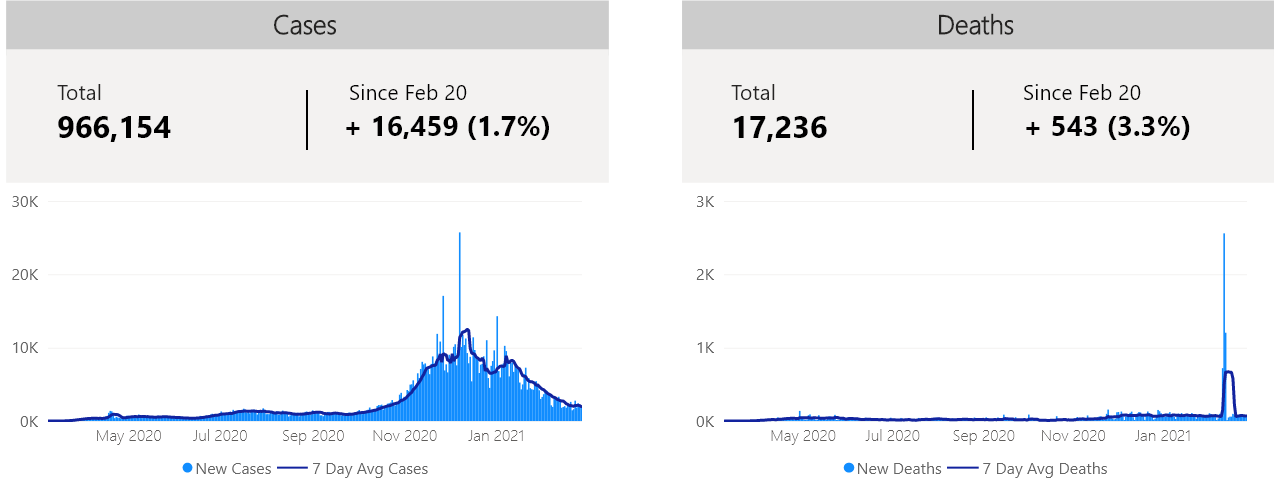 Cases
Total
966,154
Since Feb 20
+ 16,459 (1.7%)
30K
20K
10K
0K
May 2020 Jul 2020 Sep 2020 Nov 2020 Jan 2021
New Cases 7 Day Avg Cases
Deaths
Total
17,236
Since Feb 20
+ 543 (3.3%)
3K
2K
1K
0K
May 2020 Jul 2020 Sep 2020 Nov 2020 Jan 2021
New Deaths 7 Day Avg Deaths